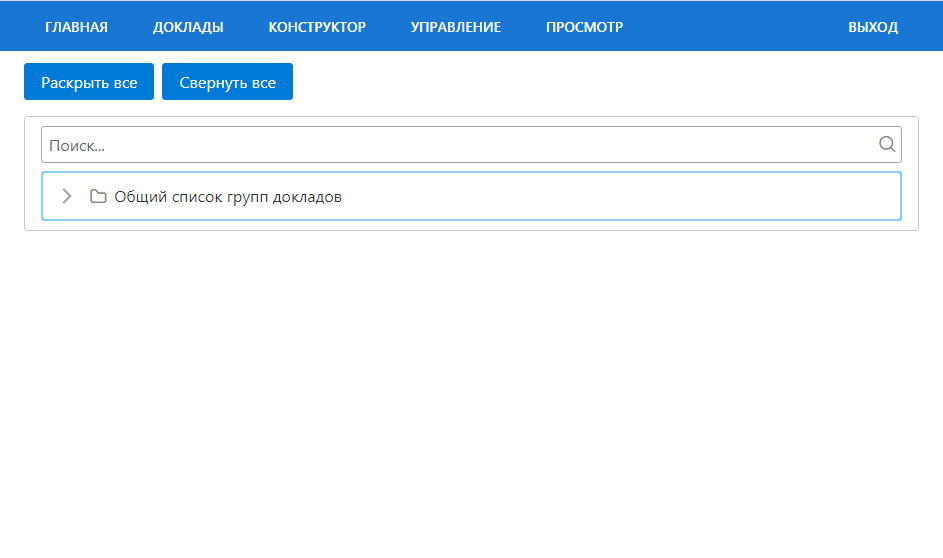 ГЛАВНАЯ ДОКЛАДЫ КОНСТРУКТОР УПРАВЛЕНИЕ ПРОСМОТР ВЫХОД
Раскрыть все Свернуть все
Поиск...
Общий список групп докладов